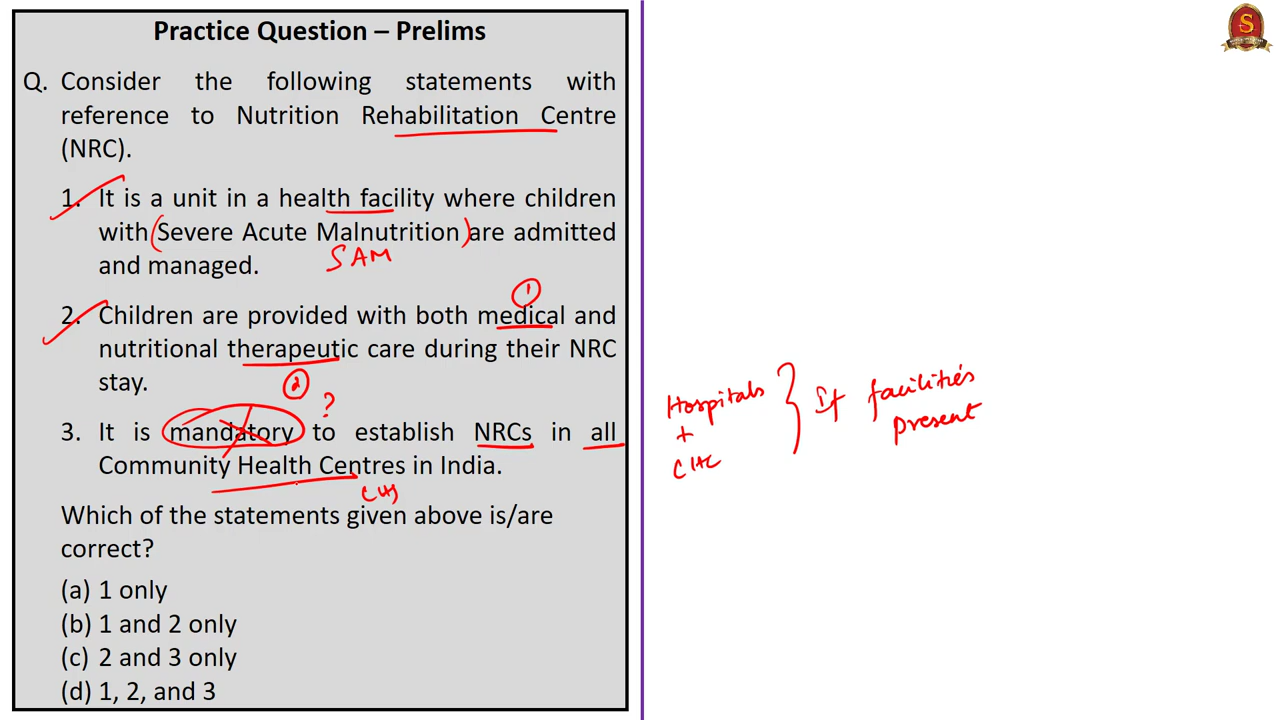 Practice Question – Prelims
Q. Consider the following statements with
reference to Nutrition Rehabilitation Centre
(NRC).
1. It is a unit in a health facility where children
with (Severe Acute Malnutrition) are admitted
and managed.
SAM
1
2. Children are provided with both medical and
nutritional therapeutic care during their NRC
stay.
2
?
3. It is mandatory to establish NRCs in all
Community Health Centres in India.
Which of the statements given above is/are
correct?
(a) 1 only
(b) 1 and 2 only
(c) 2 and 3 only
(d) 1, 2, and 3
Hospitals
+
CHC
If facilities
present
S